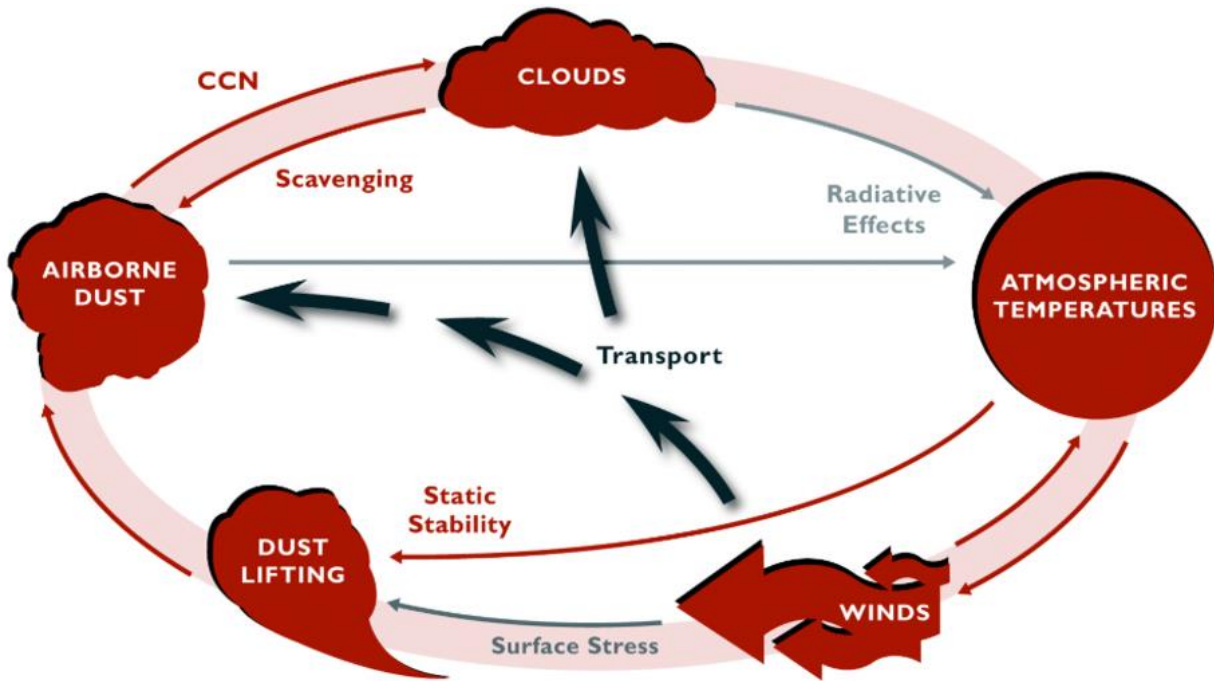 CCN
CLOUDS
Scavenging
Radiative
Effects
AIRBORNE
DUST
ATMOSPHERIC
TEMPERATURES
Transport
Static
Stability
DUST
LIFTING
WINDS
Surface Stress